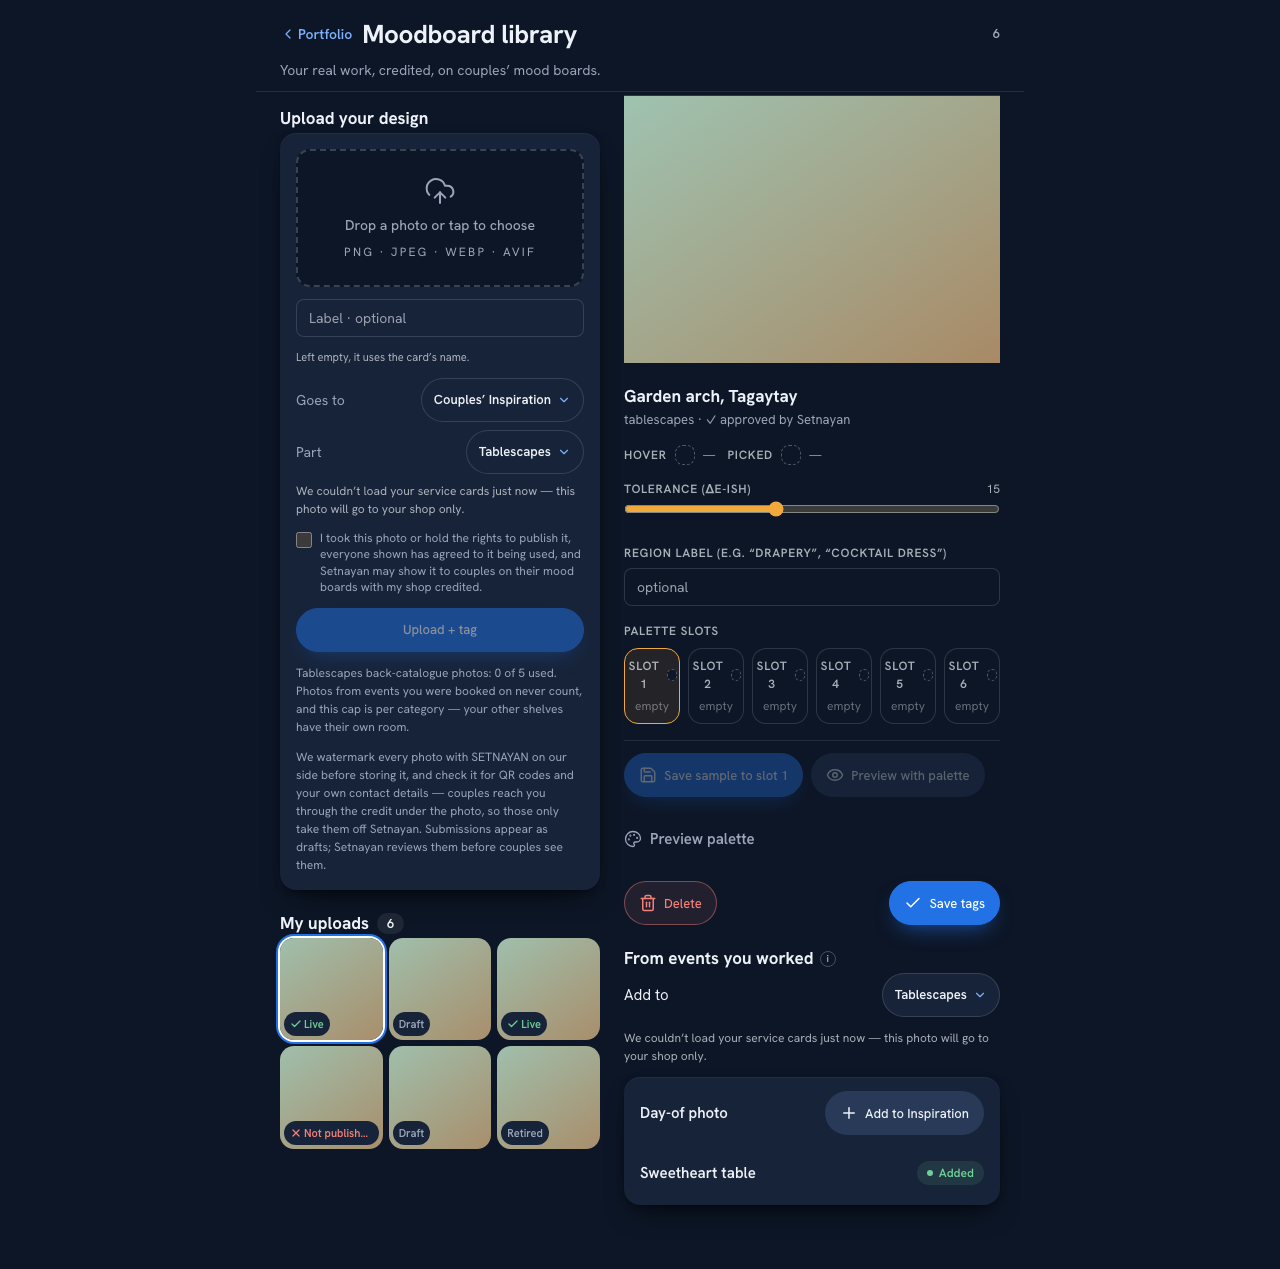 Portfolio
Moodboard library
6
Your real work, credited, on couples’ mood boards.
Upload your design
Drop a photo or tap to choose
PNG · JPEG · WEBP · AVIF
Label · optional
Left empty, it uses the card’s name.
Goes to
Couples’ Inspiration
Part
Tablescapes
We couldn’t load your service cards just now — this
photo will go to your shop only.
I took this photo or hold the rights to publish it,
everyone shown has agreed to it being used, and
Setnayan may show it to couples on their mood
boards with my shop credited.
Upload + tag
Tablescapes back-catalogue photos: 0 of 5 used.
Photos from events you were booked on never count,
and this cap is per category — your other shelves
have their own room.
We watermark every photo with SETNAYAN on our
side before storing it, and check it for QR codes and
your own contact details — couples reach you
through the credit under the photo, so those only
take them off Setnayan. Submissions appear as
drafts; Setnayan reviews them before couples see
them.
My uploads 6
Live
Draft
Live
Not publish…
Draft
Retired
Garden arch, Tagaytay
tablescapes · ✓ approved by Setnayan
HOVER — PICKED —
TOLERANCE (ΔE-ISH)
15
REGION LABEL (E.G. “DRAPERY”, “COCKTAIL DRESS”)
optional
PALETTE SLOTS
SLOT 1
empty
SLOT 2
empty
SLOT 3
empty
SLOT 4
empty
SLOT 5
empty
SLOT 6
empty
Save sample to slot 1
Preview with palette
Preview palette
Delete
Save tags
From events you worked i
Add to
Tablescapes
We couldn’t load your service cards just now — this photo will go to
your shop only.
Day-of photo
Add to Inspiration
Sweetheart table
Added